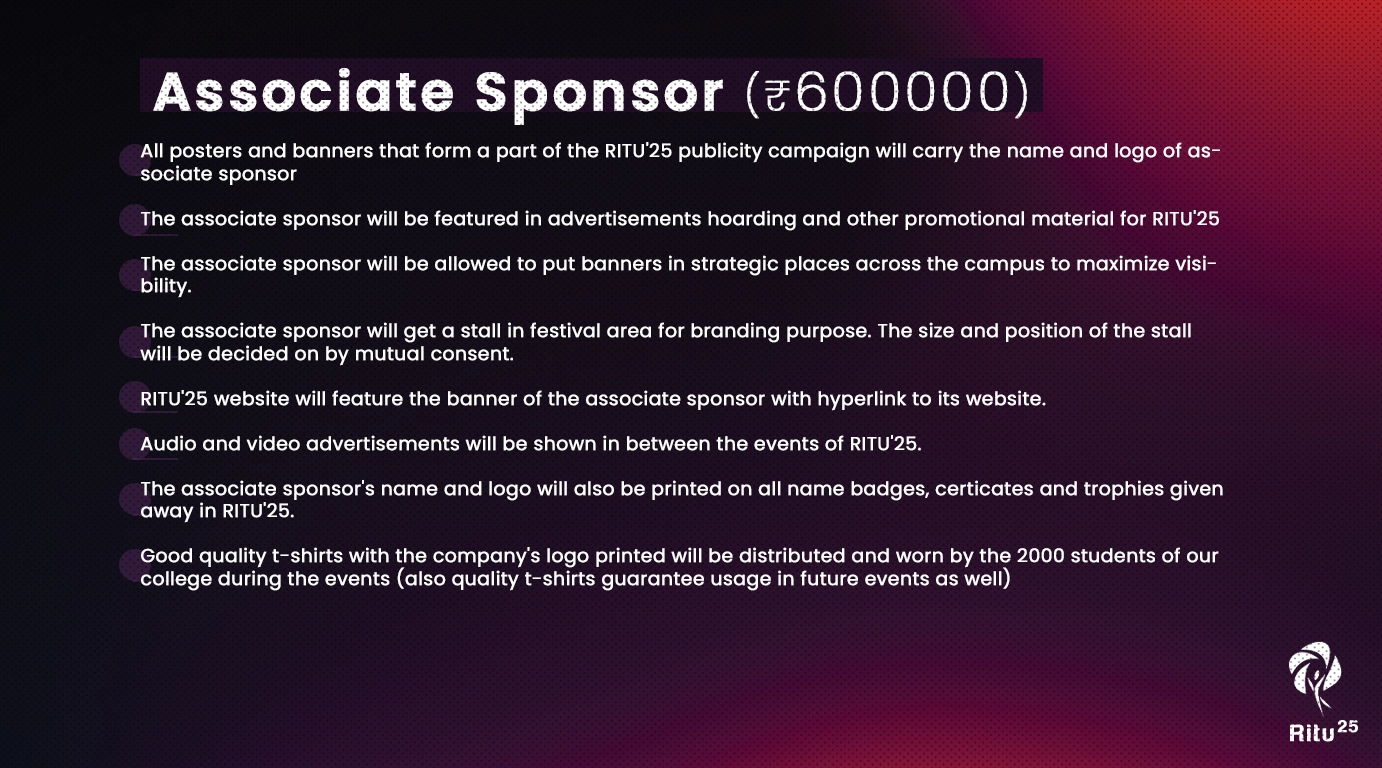 Associate Sponsor (₹600000)
All posters and banners that form a part of the RITU'25 publicity campaign will carry the name and logo of as-
sociate sponsor
The associate sponsor will be featured in advertisements hoarding and other promotional material for RITU'25
The associate sponsor will be allowed to put banners in strategic places across the campus to maximize visi-
bility.
The associate sponsor will get a stall in festival area for branding purpose. The size and position of the stall
will be decided on by mutual consent.
RITU'25 website will feature the banner of the associate sponsor with hyperlink to its website.
Audio and video advertisements will be shown in between the events of RITU'25.
The associate sponsor's name and logo will also be printed on all name badges, certicates and trophies given
away in RITU'25.
Good quality t-shirts with the company's logo printed will be distributed and worn by the 2000 students of our
college during the events (also quality t-shirts guarantee usage in future events as well)
Ritu25